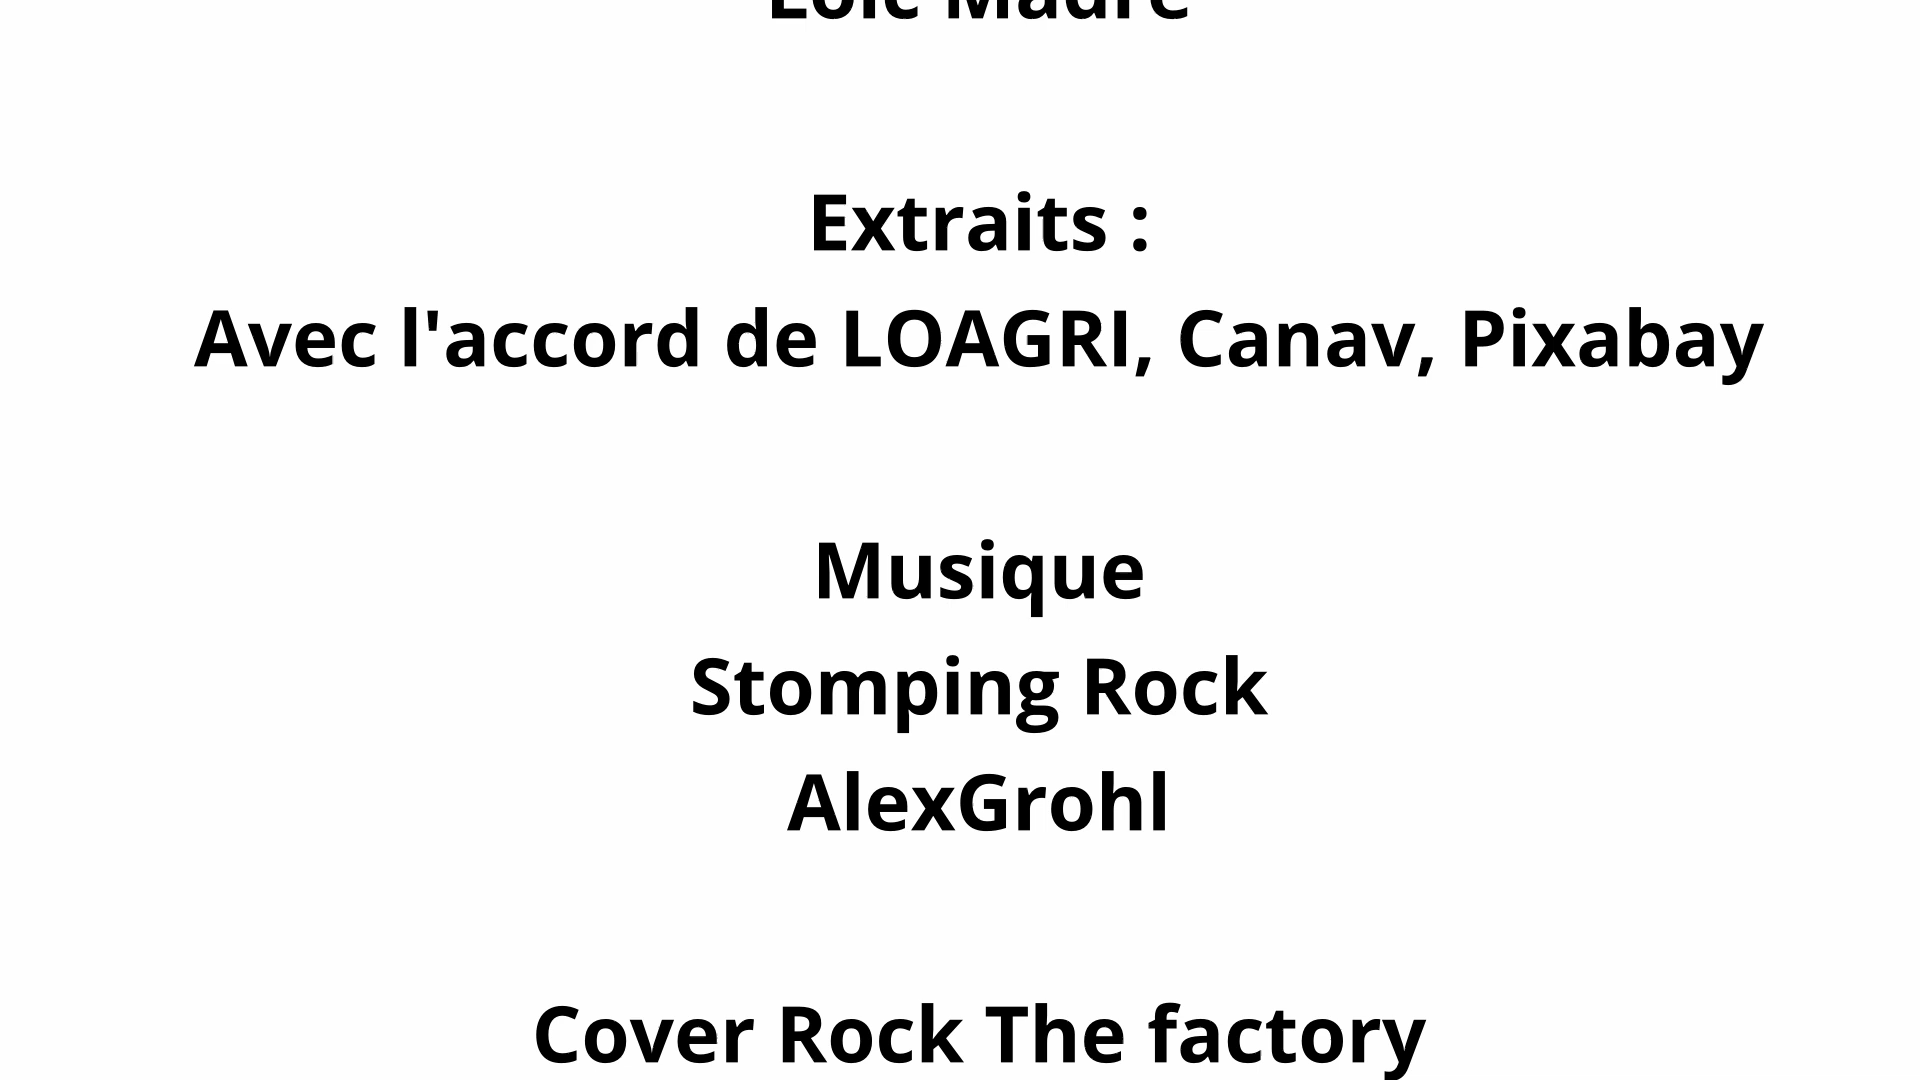 Extraits :
Avec l'accord de LOAGRI, Canav, Pixabay
Musique
Stomping Rock
AlexGrohl
Cover Rock The factory